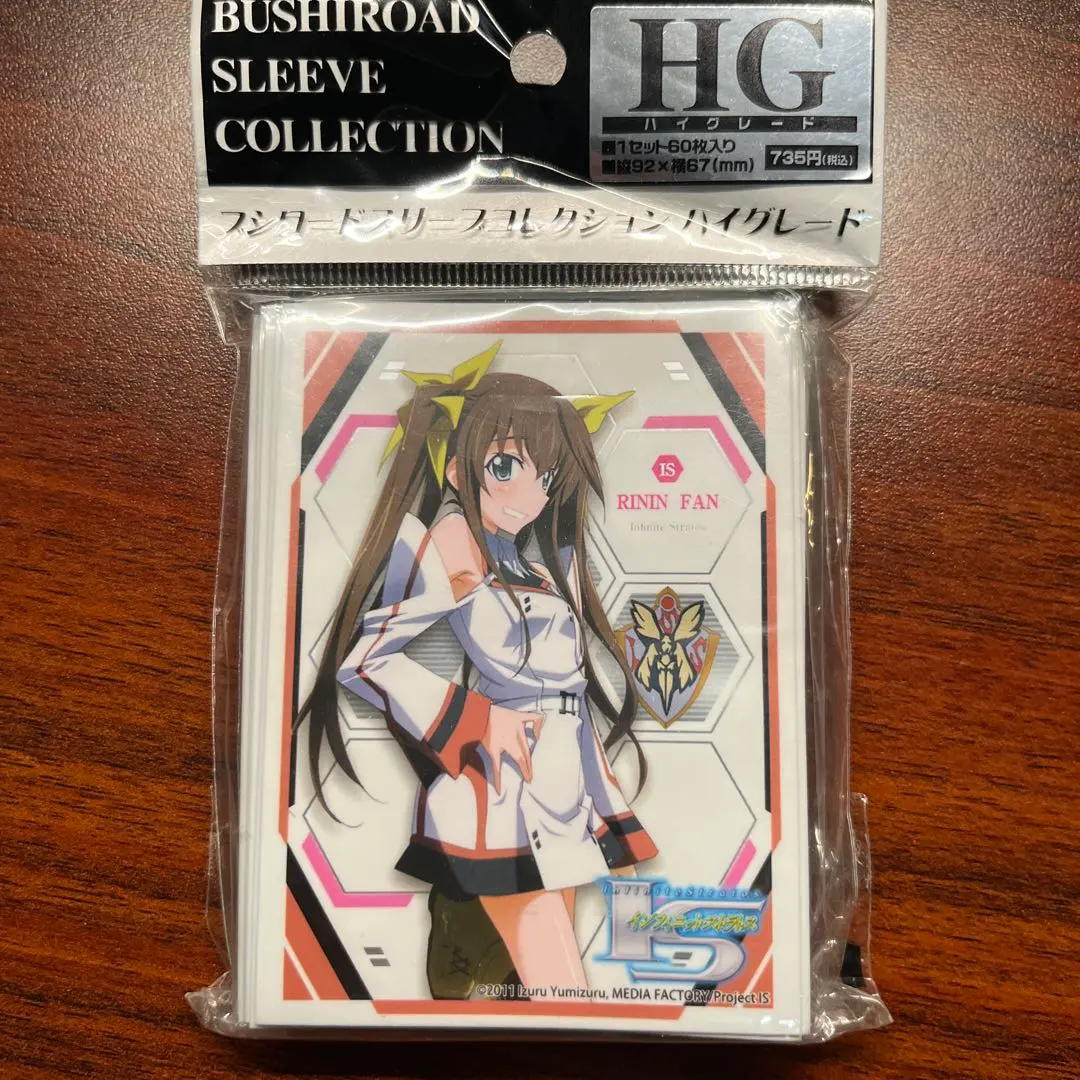 BUSHIROAD
SLEEVE
COLLECTION
HG
ハイグレード
■1セット60枚入り
■縦92×横67(mm)
735円(税込)
ブシロードスリーブコレクション ハイグレード
IS
RININ FAN
Infinite Stratos
InfiniteStratos
インフィニット・ストラトス
IS
©2011 Izuru Yumizuru, MEDIA FACTORY/Project IS